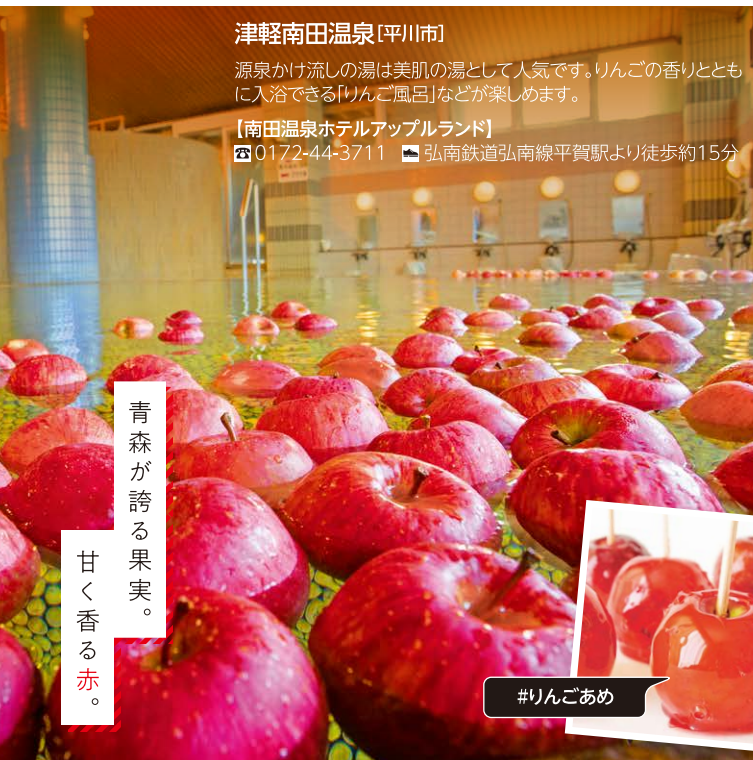 津軽南田温泉[平川市]
源泉かけ流しの湯は美肌の湯として人気です。りんごの香りととも
に入浴できる「りんご風呂」などが楽しめます。
【南田温泉ホテルアップルランド】
0172-44-3711 弘南鉄道弘南線平賀駅より徒歩約15分
青森が誇る果実。
甘く香る赤。
#りんごあめ